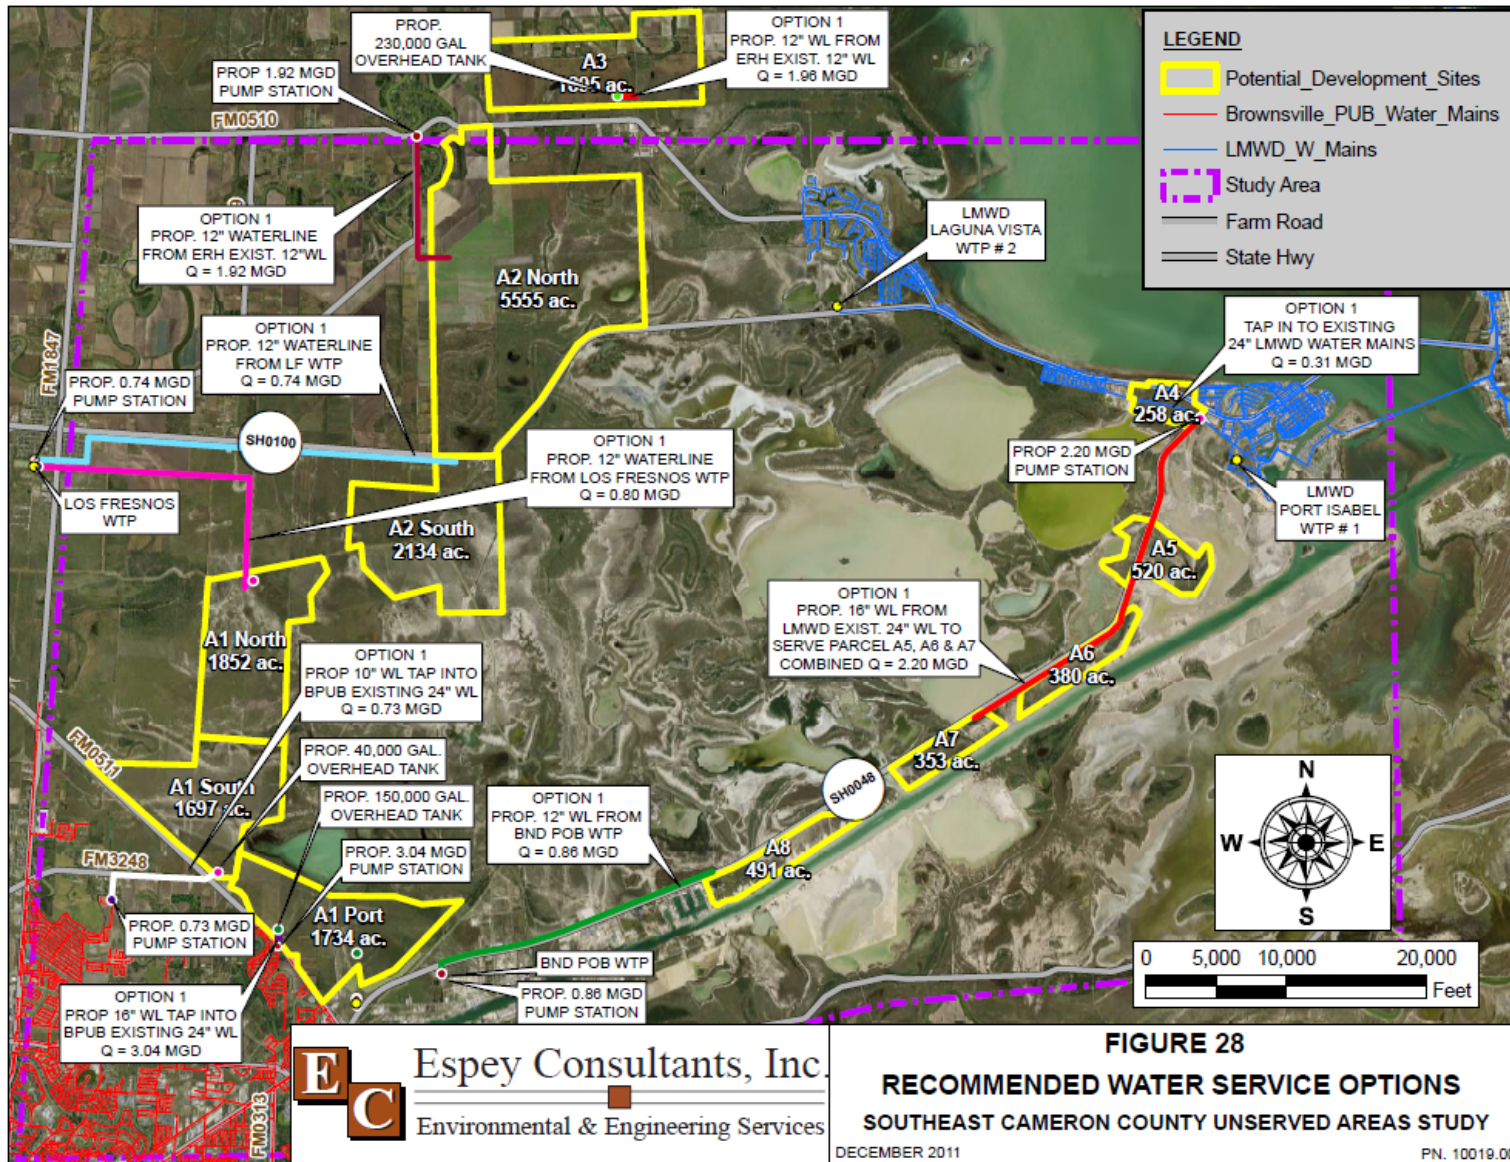 PROP.
230,000 GAL
OVERHEAD TANK
OPTION 1
PROP. 12" WL FROM
ERH EXIST. 12" WL
Q = 1.96 MGD
A3
1895 ac.
PROP 1.92 MGD
PUMP STATION
FM0510
LEGEND
Potential_Development_Sites
Brownsville_PUB_Water_Mains
LMWD_W_Mains
Study Area
Farm Road
State Hwy
OPTION 1
PROP. 12" WATERLINE
FROM ERH EXIST. 12"WL
Q = 1.92 MGD
LMWD
LAGUNA VISTA
WTP # 2
A2 North
5555 ac.
OPTION 1
TAP IN TO EXISTING
24" LMWD WATER MAINS
Q = 0.31 MGD
OPTION 1
PROP. 12" WATERLINE
FROM LF WTP
Q = 0.74 MGD
FM1847
PROP. 0.74 MGD
PUMP STATION
A4
258 ac.
SH0100
OPTION 1
PROP. 12" WATERLINE
FROM LOS FRESNOS WTP
Q = 0.80 MGD
PROP 2.20 MGD
PUMP STATION
LOS FRESNOS
WTP
LMWD
PORT ISABEL
WTP # 1
A2 South
2134 ac.
A5
520 ac.
OPTION 1
PROP. 16" WL FROM
LMWD EXIST. 24" WL TO
SERVE PARCEL A5, A6 & A7
COMBINED Q = 2.20 MGD
A1 North
1852 ac.
A6
380 ac.
OPTION 1
PROP 10" WL TAP INTO
BPUB EXISTING 24" WL
Q = 0.73 MGD
FM0511
PROP. 40,000 GAL.
OVERHEAD TANK
A7
353 ac.
A1 South
1697 ac.
SH0048
PROP. 150,000 GAL.
OVERHEAD TANK
OPTION 1
PROP. 12" WL FROM
BND POB WTP
Q = 0.86 MGD
N
W
E
S
FM3248
PROP. 3.04 MGD
PUMP STATION
A8
491 ac.
PROP. 0.73 MGD
PUMP STATION
A1 Port
1734 ac.
BND POB WTP
PROP. 0.86 MGD
PUMP STATION
0 5,000 10,000 20,000
Feet
OPTION 1
PROP 16" WL TAP INTO
BPUB EXISTING 24" WL
Q = 3.04 MGD
FM0313
E
C
Espey Consultants, Inc.
Environmental & Engineering Services
FIGURE 28
RECOMMENDED WATER SERVICE OPTIONS
SOUTHEAST CAMERON COUNTY UNSERVED AREAS STUDY
DECEMBER 2011